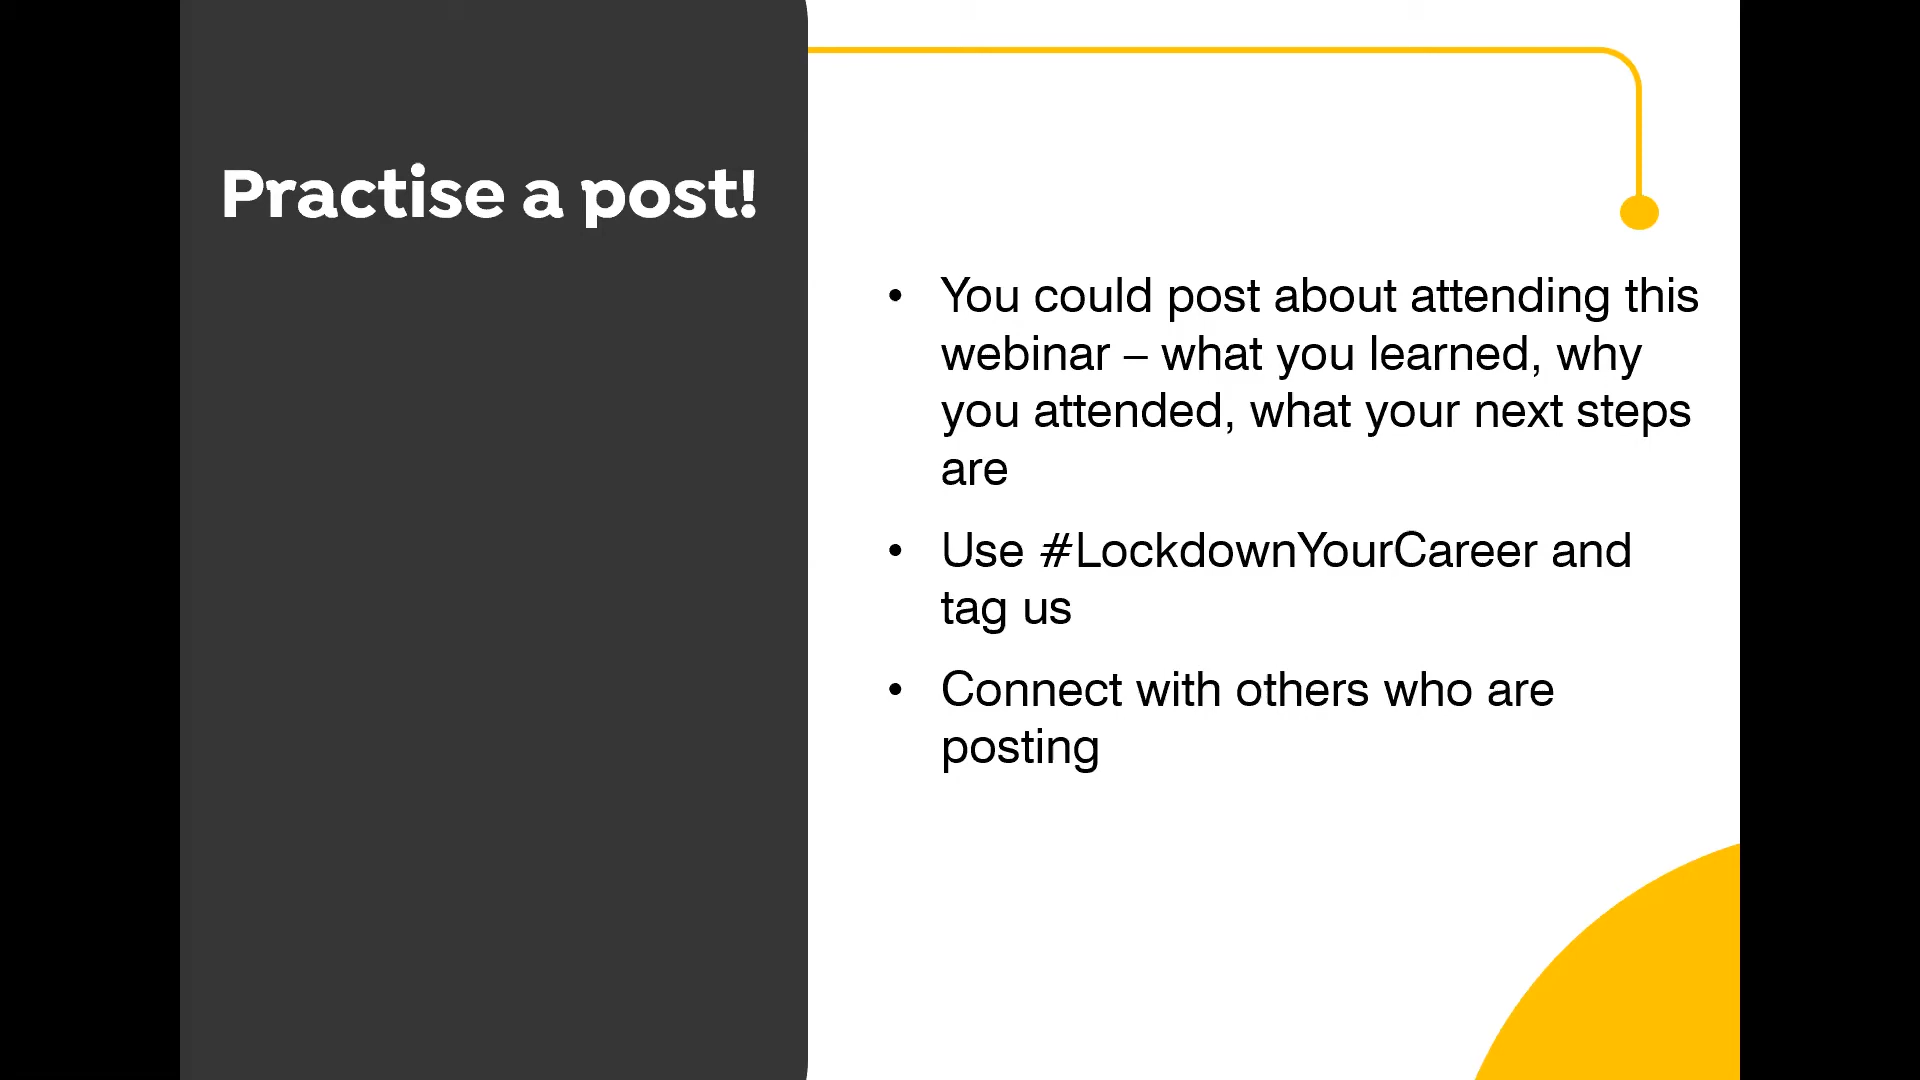 Practise a post!
• You could post about attending this
webinar – what you learned, why
you attended, what your next steps
are
• Use #LockdownYourCareer and
tag us
• Connect with others who are
posting